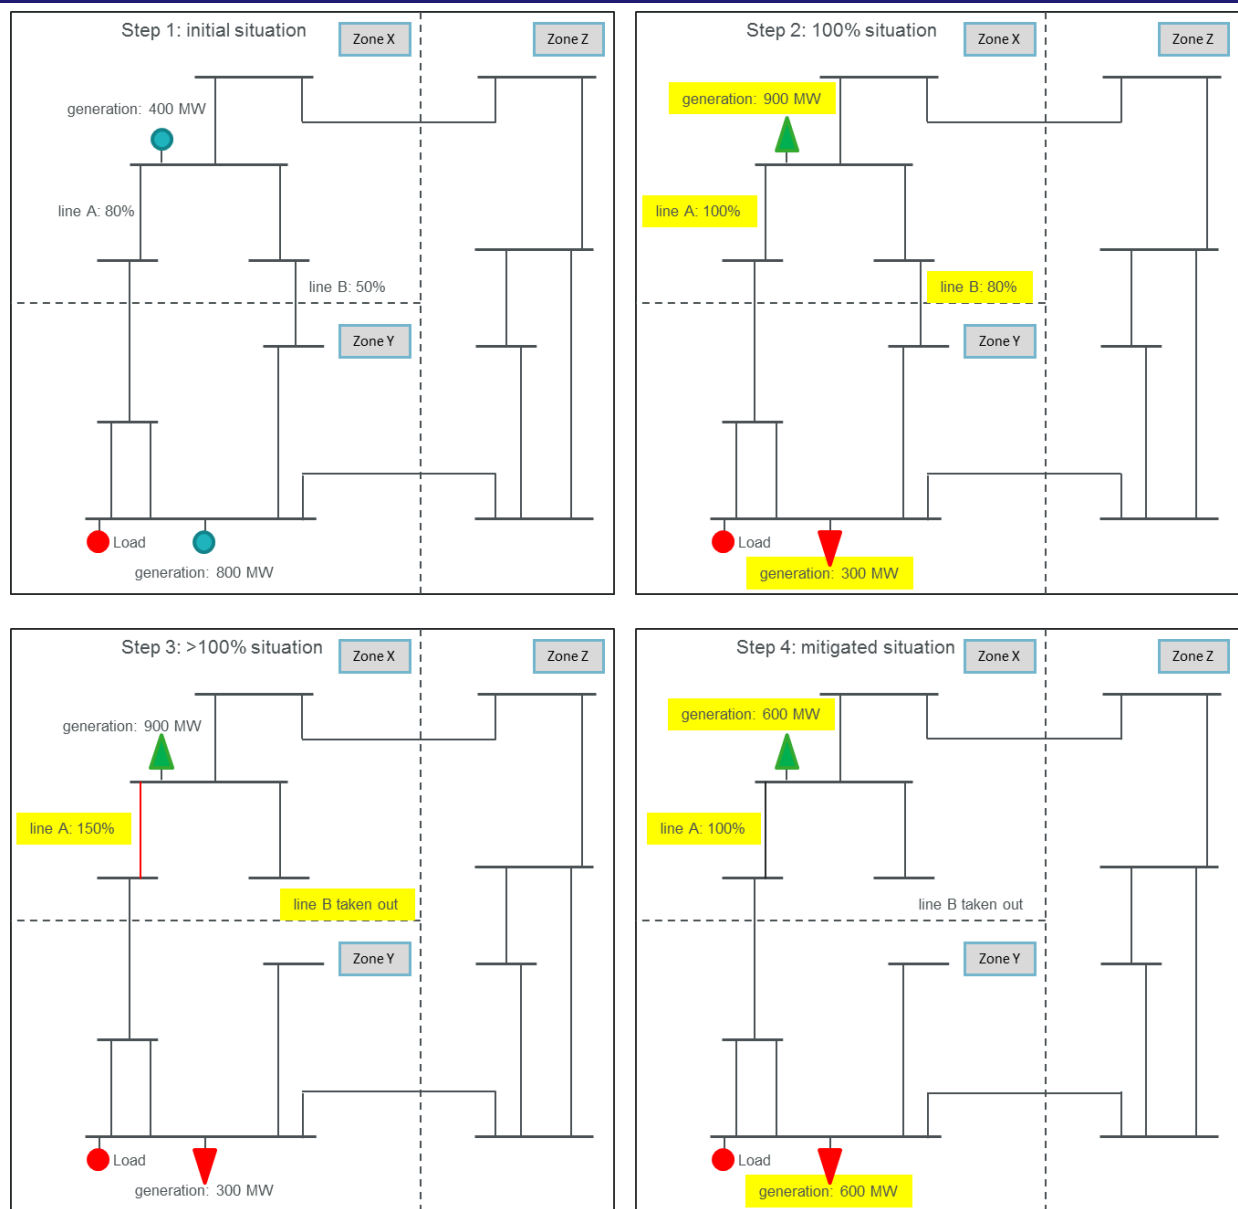 Step 1: initial situation
Zone X
Zone Z
generation: 400 MW
line A: 80%
line B: 50%
Zone Y
Load
generation: 800 MW
Step 2: 100% situation
Zone X
Zone Z
generation: 900 MW
line A: 100%
line B: 80%
Zone Y
Load
generation: 300 MW
Step 3: >100% situation
Zone X
Zone Z
generation: 900 MW
line A: 150%
line B taken out
Zone Y
Load
generation: 300 MW
Step 4: mitigated situation
Zone X
Zone Z
generation: 600 MW
line A: 100%
line B taken out
Zone Y
Load
generation: 600 MW